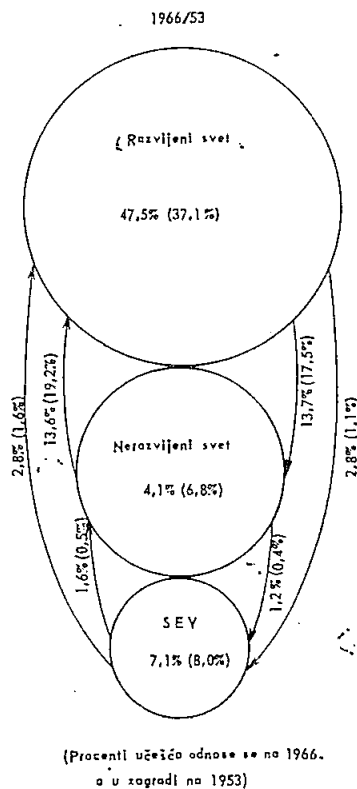 1966/53
Razvijeni svet
47,5% (37,1%)
2,8% (1,6%)
13,6% (19,2%)
13,7% (17,5%)
2,8% (1,1%)
Nerazvijeni svet
4,1% (6,8%)
1,6% (0,5%)
1,2% (0,4%)
SEV
7,1% (8,0%)
(Procenti učešća odnose se na 1966.
a u zagradi na 1953)